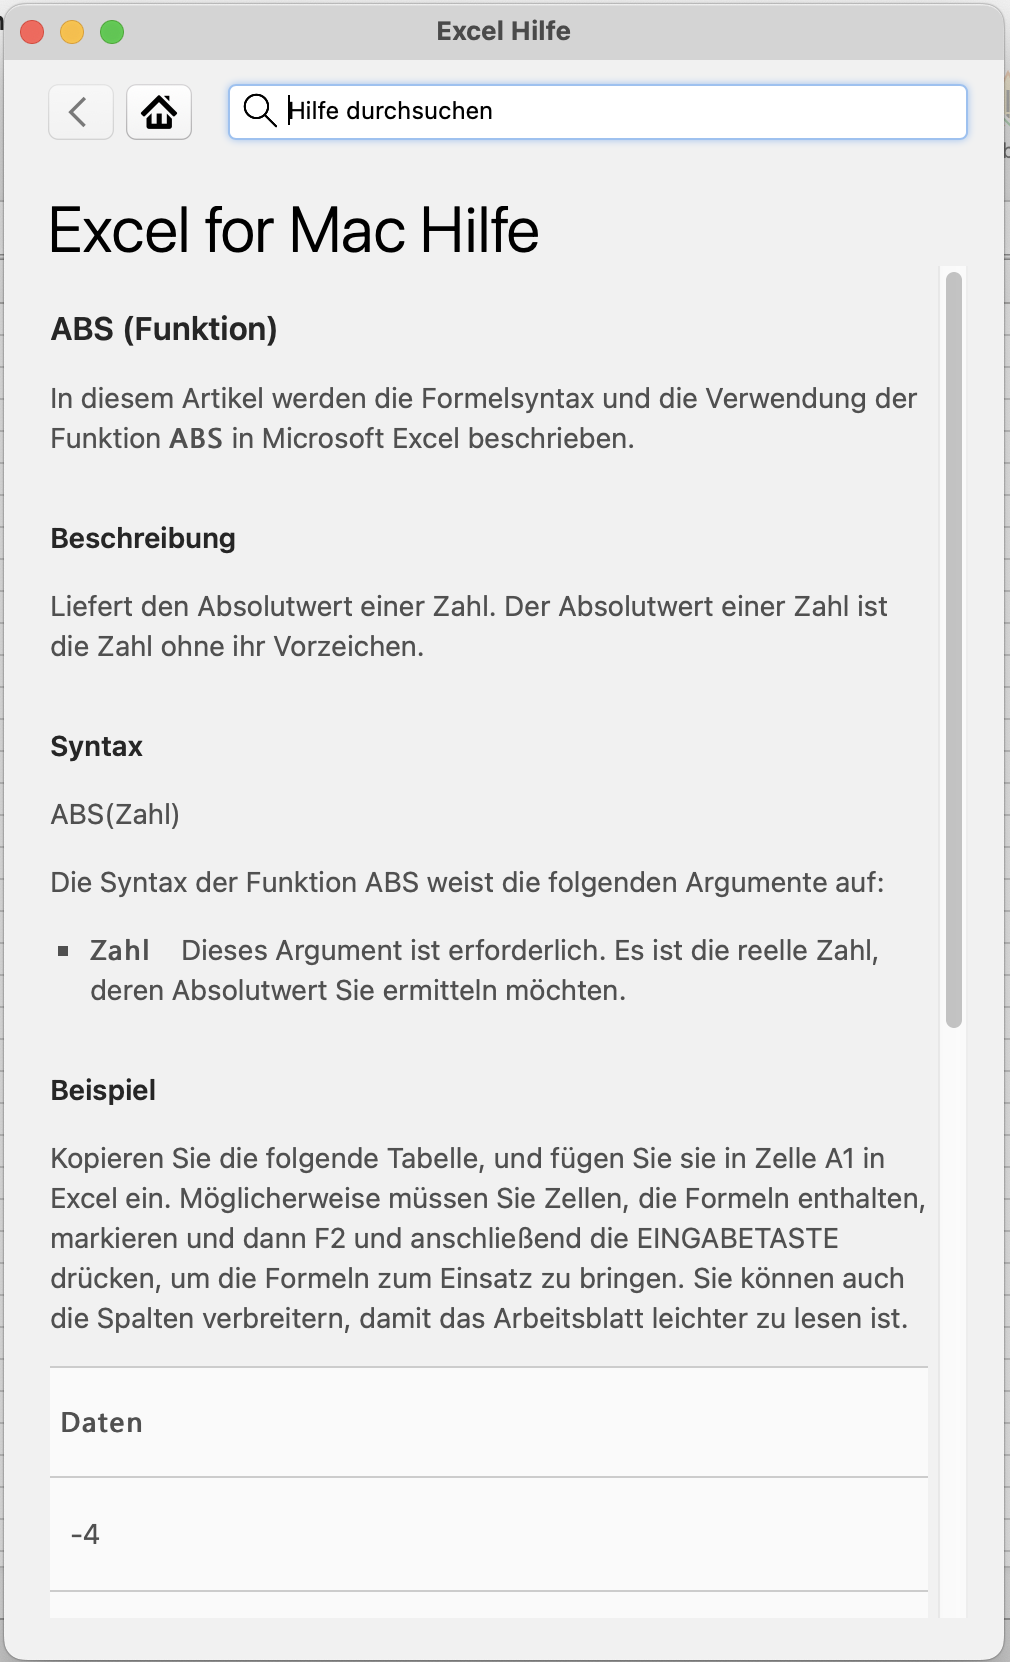 Excel Hilfe
Hilfe durchsuchen
Excel for Mac Hilfe
ABS (Funktion)
In diesem Artikel werden die Formelsyntax und die Verwendung der
Funktion ABS in Microsoft Excel beschrieben.
Beschreibung
Liefert den Absolutwert einer Zahl. Der Absolutwert einer Zahl ist
die Zahl ohne ihr Vorzeichen.
Syntax
ABS(Zahl)
Die Syntax der Funktion ABS weist die folgenden Argumente auf:
▪ Zahl Dieses Argument ist erforderlich. Es ist die reelle Zahl,
deren Absolutwert Sie ermitteln möchten.
Beispiel
Kopieren Sie die folgende Tabelle, und fügen Sie sie in Zelle A1 in
Excel ein. Möglicherweise müssen Sie Zellen, die Formeln enthalten,
markieren und dann F2 und anschließend die EINGABETASTE
drücken, um die Formeln zum Einsatz zu bringen. Sie können auch
die Spalten verbreitern, damit das Arbeitsblatt leichter zu lesen ist.
Daten
-4